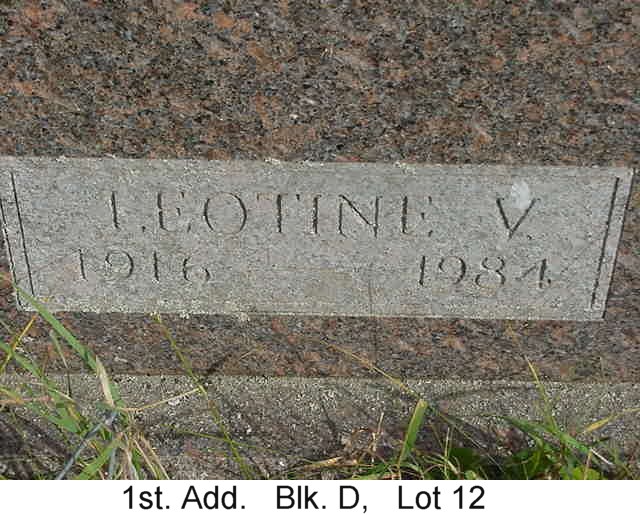 LEOTINE V.
1916 1984
1st. Add. Blk. D, Lot 12